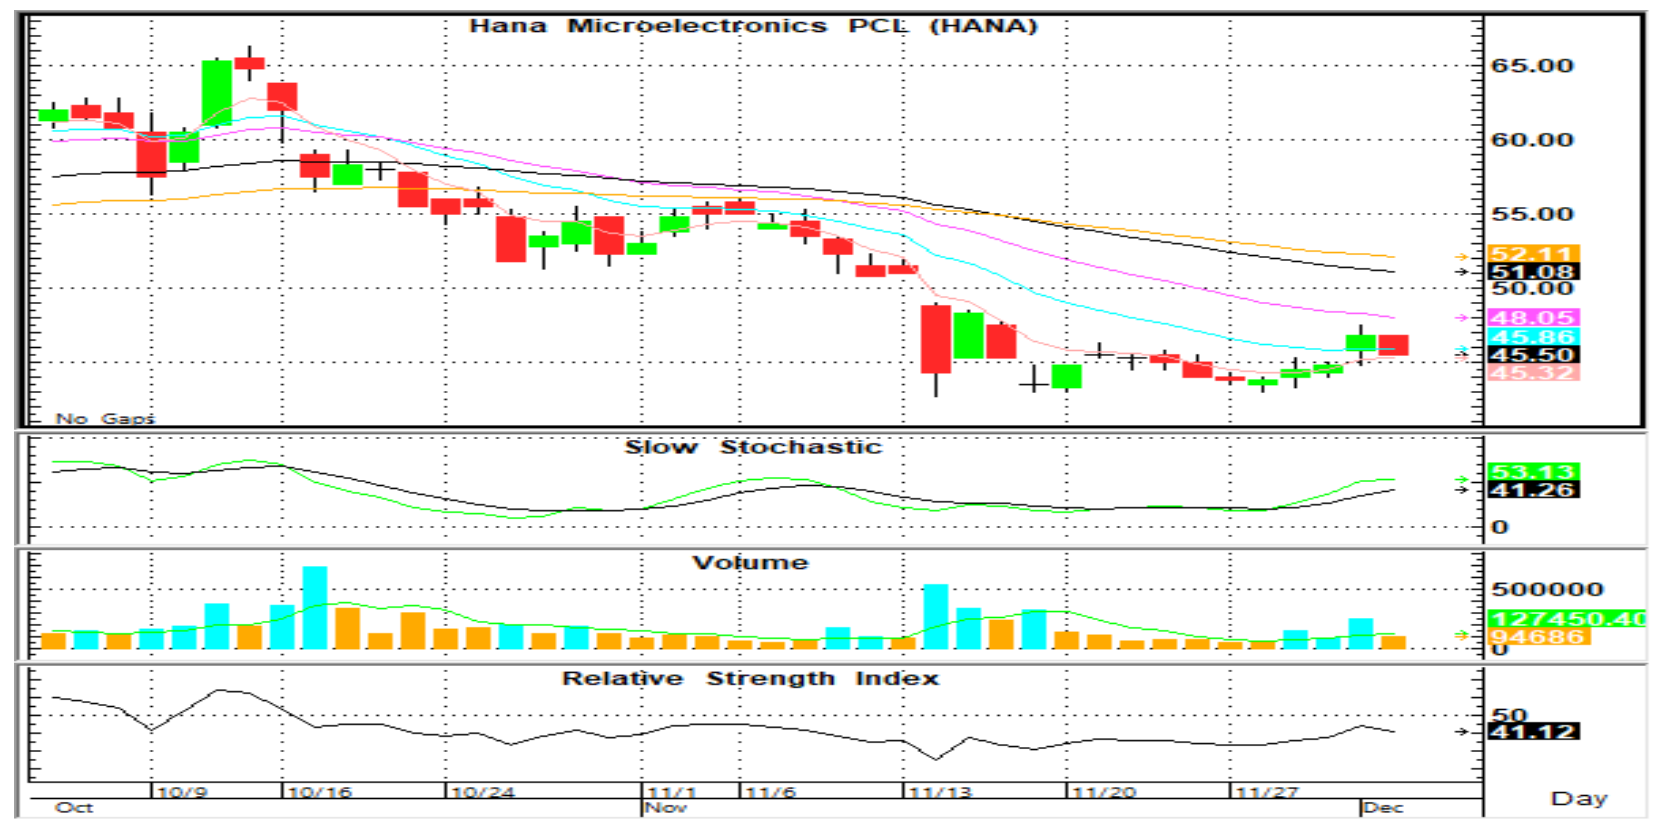 Hana Microelectronics PCL (HANA)
65.00
60.00
55.00
52.11
51.08
50.00
48.05
45.86
45.50
45.32
No Gaps
Slow Stochastic
53.13
41.26
0
Volume
500000
127450.40
94686
0
Relative Strength Index
50
41.12
10/9 10/16 10/24 11/1 11/6 11/13 11/20 11/27
Oct Nov Dec
Day